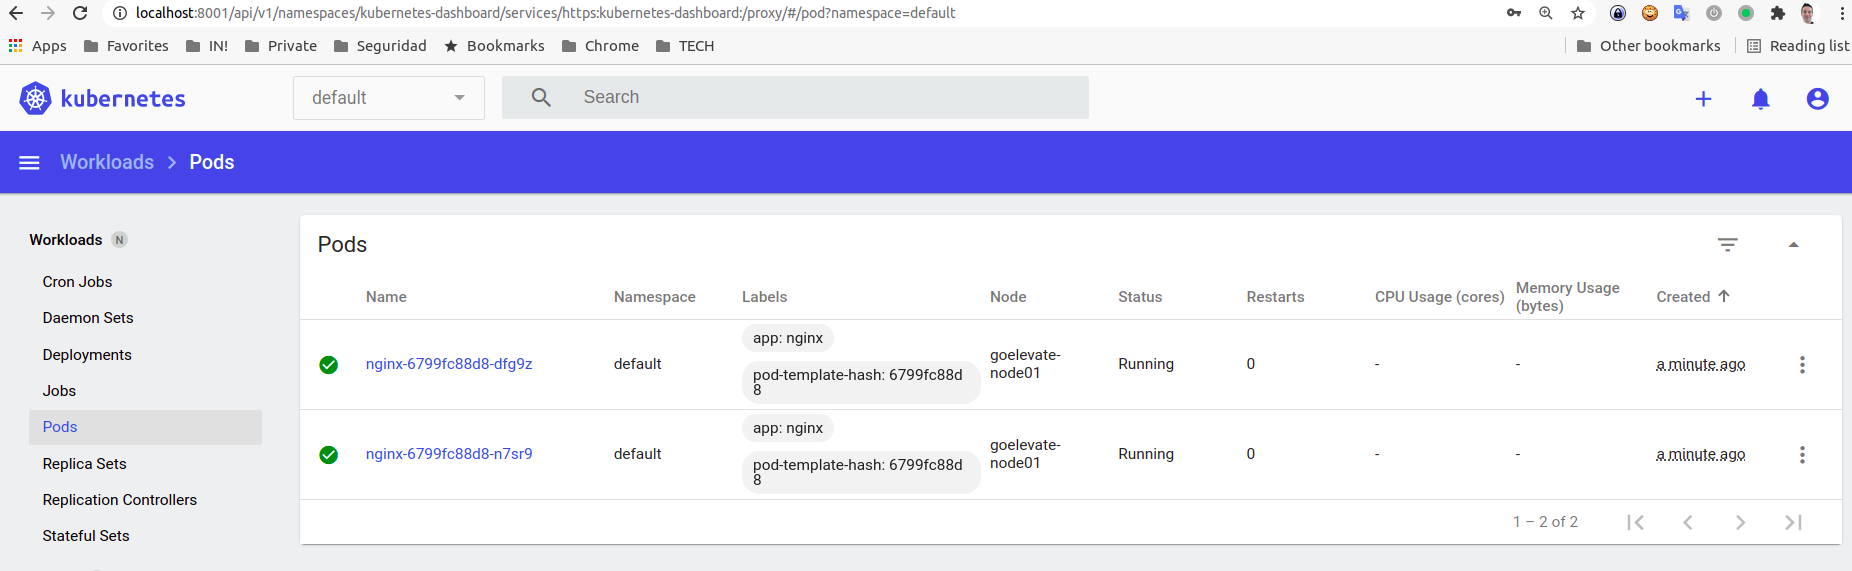 localhost:8001/api/v1/namespaces/kubernetes-dashboard/services/https:kubernetes-dashboard:/proxy/#/pod?namespace=default
Apps Favorites IN! Private Seguridad Bookmarks Chrome TECH Other bookmarks Reading list
kubernetes default Search
Workloads Pods
Workloads N
Cron Jobs
Daemon Sets
Deployments
Jobs
Pods
Replica Sets
Replication Controllers
Stateful Sets
Pods
Name Namespace Labels Node Status Restarts CPU Usage (cores) Memory Usage
(bytes) Created
nginx-6799fc88d8-dfg9z default app: nginx
pod-template-hash: 6799fc88d
8
goelevate-
node01
Running 0 - - a minute ago
nginx-6799fc88d8-n7sr9 default app: nginx
pod-template-hash: 6799fc88d
8
goelevate-
node01
Running 0 - - a minute ago
1 – 2 of 2